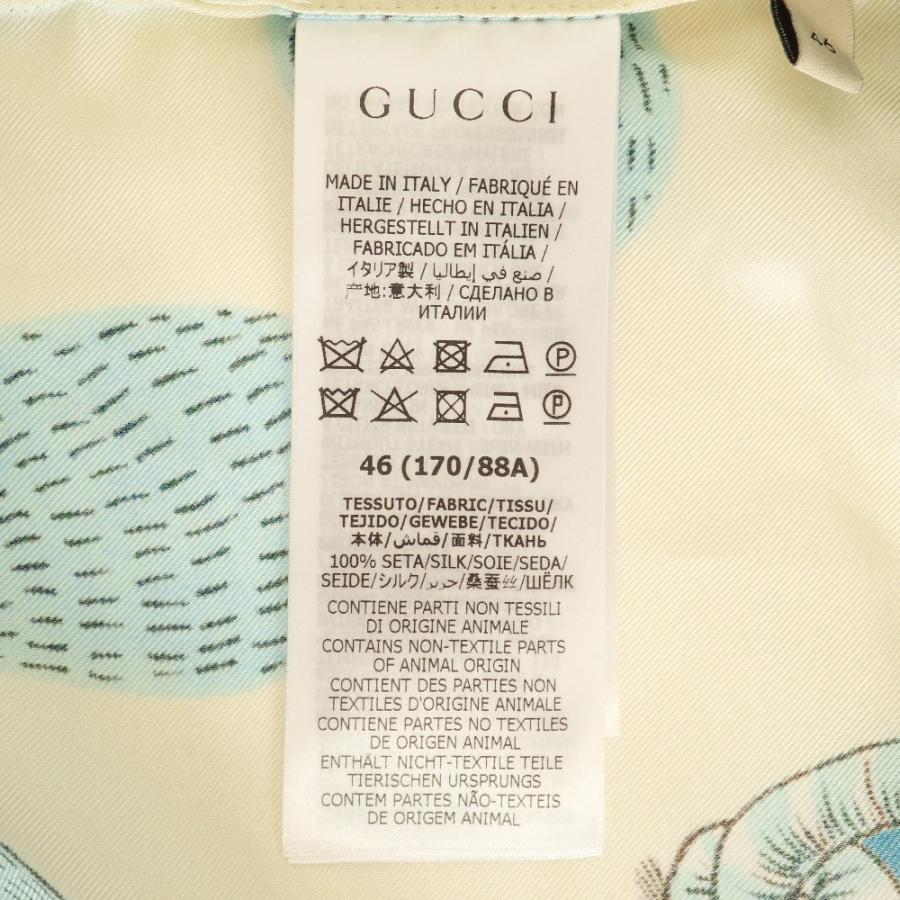 46
GUCCI
MADE IN ITALY / FABRIQUÉ EN
ITALIE / HECHO EN ITALIA /
HERGESTELLT IN ITALIEN /
FABRICADO EM ITÁLIA /
イタリア製 / صنع في إيطاليا /
产地:意大利 / СДЕЛАНО В
ИТАЛИИ
P
P
46 (170/88A)
TESSUTO/FABRIC/TISSU/
TEJIDO/GEWEBE/TECIDO/
本体/قماش/面料/ТКАНЬ
100% SETA/SILK/SOIE/SEDA/
SEIDE/シルク/حرير/桑蚕丝/ШЁЛК
CONTIENE PARTI NON TESSILI
DI ORIGINE ANIMALE
CONTAINS NON-TEXTILE PARTS
OF ANIMAL ORIGIN
CONTIENT DES PARTIES NON
TEXTILES D'ORIGINE ANIMALE
CONTIENE PARTES NO TEXTILES
DE ORIGEN ANIMAL
ENTHÄLT NICHT-TEXTILE TEILE
TIERISCHEN URSPRUNGS
CONTEM PARTES NÃO-TEXTEIS
DE ORIGEM ANIMAL